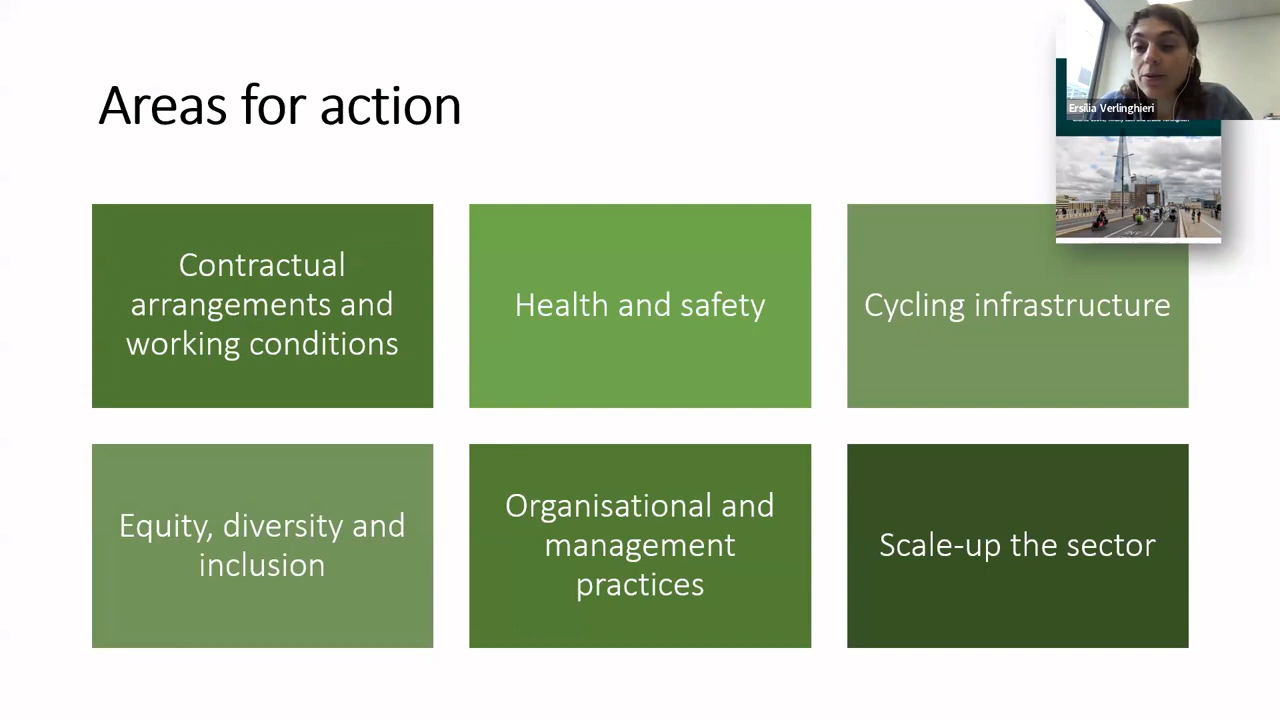 Areas for action
Ersilia Verlinghieri
Contractual
arrangements and
working conditions
Health and safety
Cycling infrastructure
Equity, diversity and
inclusion
Organisational and
management
practices
Scale-up the sector